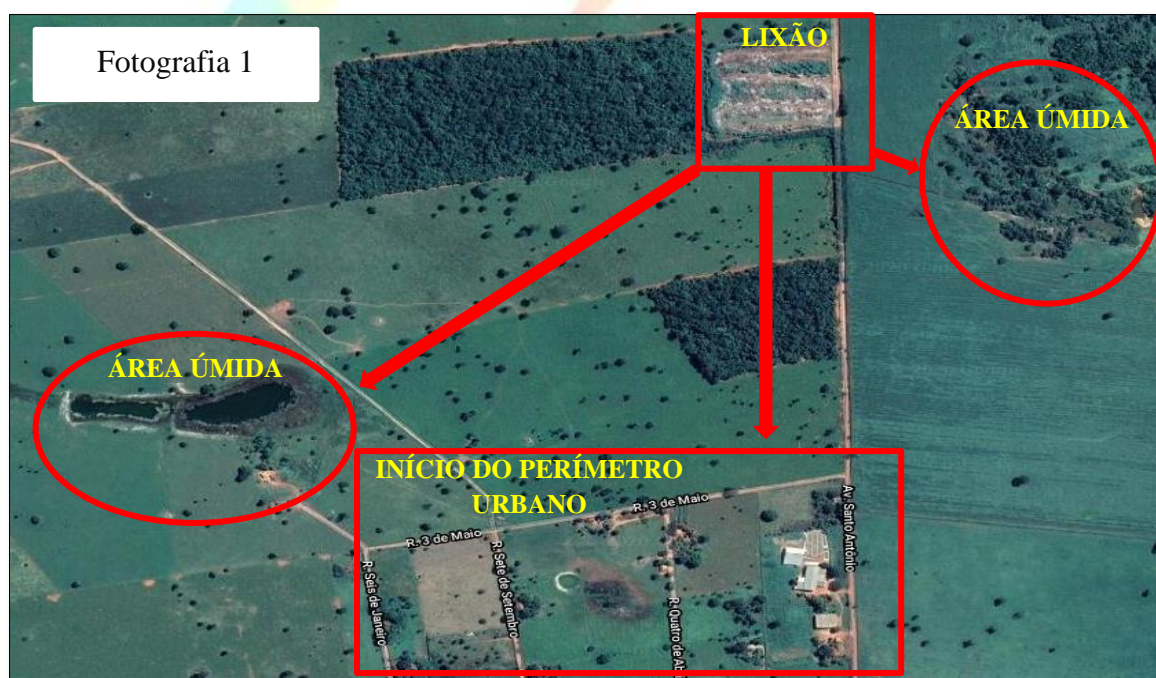 Fotografia 1
LIXÃO
ÁREA ÚMIDA
ÁREA ÚMIDA
INÍCIO DO PERÍMETRO
URBANO
R. 3 de Maio
R. 3 de Maio
Av. Santo Antônio
R. Seis de Janeiro
R. Sete de Setembro
R. Quatro de Ab